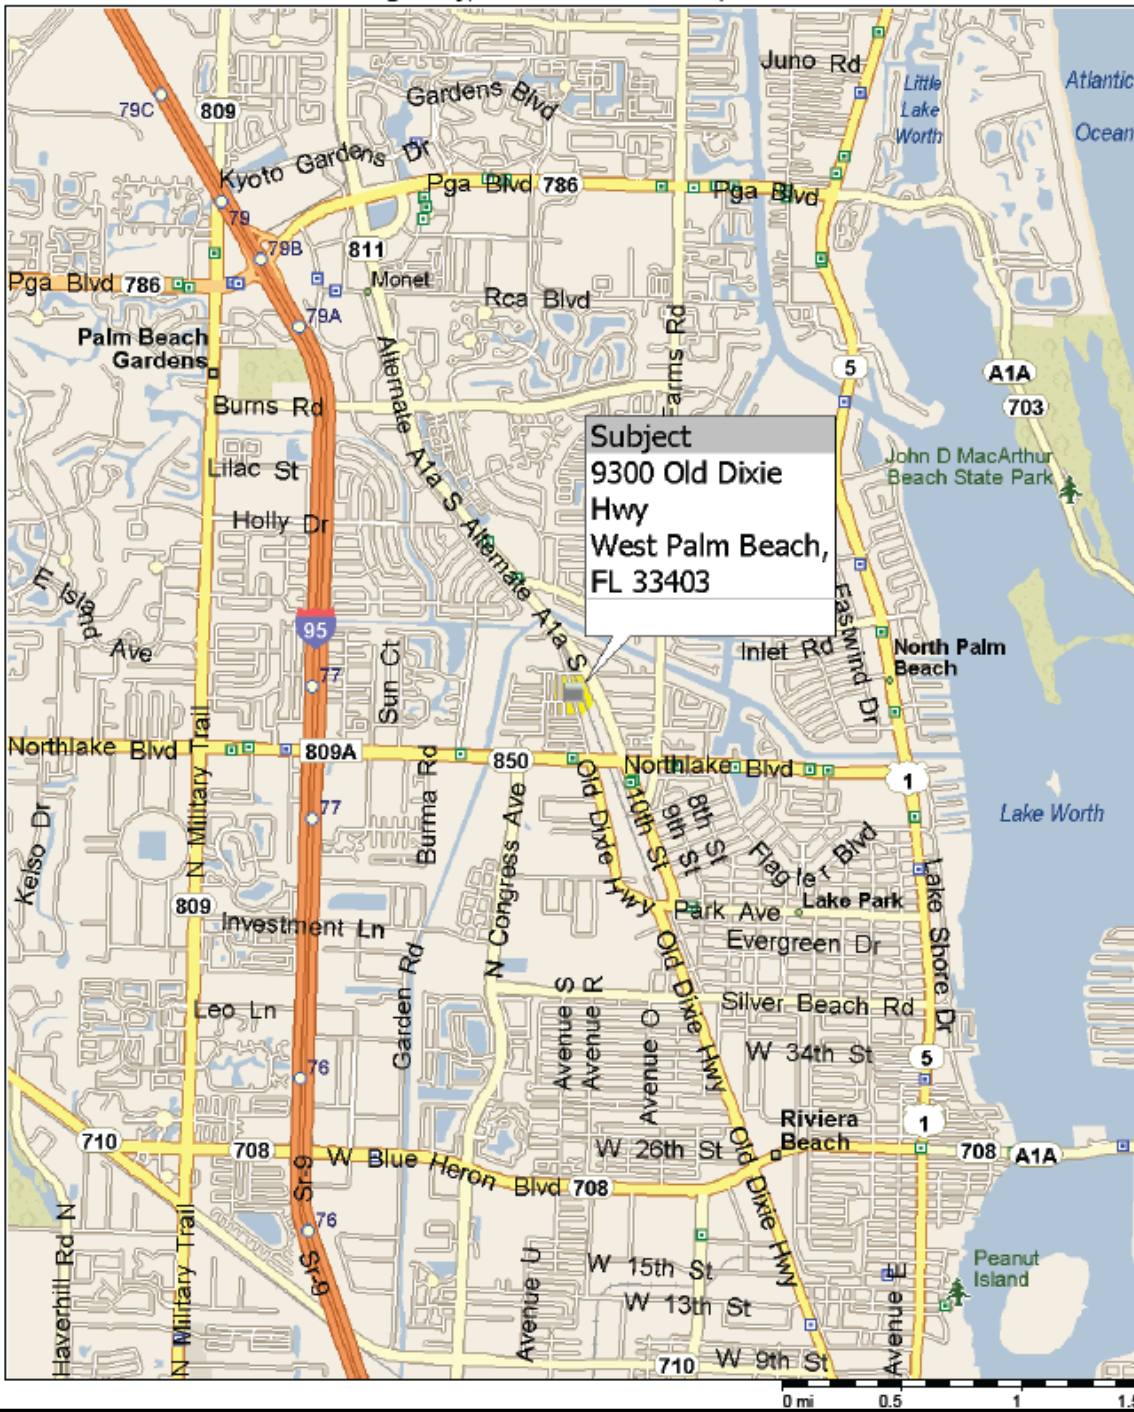 Juno Rd
Atlantic
Ocean
Little
Lake
Worth
79C
809
Gardens Blvd
Kyoto Gardens Dr
Pga Blvd 786
Pga Blvd
79
79B
811
Monet
Pga Blvd 786
Rca Blvd
79A
Palm Beach
Gardens
Farms Rd
Alternate A1a S
5
A1A
703
Burns Rd
Subject
9300 Old Dixie
Hwy
West Palm Beach,
FL 33403
John D MacArthur
Beach State Park
Lilac St
Holly Dr
Alternate A1a S
E Island Ave
95
Eastwind Dr
Inlet Rd
North Palm
Beach
77
Sun Ct
Northlake Blvd
N Military Trail
809A
850
Northlake Blvd
1
Burma Rd
Old Dixie Hwy
10th St
9th St
8th St
Lake Worth
77
Kelso Dr
N Congress Ave
Flagler Blvd
809
Investment Ln
Park Ave
Lake Park
Lake Shore Dr
Evergreen Dr
Garden Rd
Leo Ln
Avenue S
Avenue R
Avenue O
Old Dixie Hwy
Silver Beach Rd
W 34th St
5
76
1
Riviera
Beach
710
708
W Blue Heron Blvd 708
W 26th St
708
A1A
Sr-9
Old Dixie Hwy
76
Haverhill Rd N
N Military Trail
Sr-9
Avenue U
W 15th St
W 13th St
Avenue E
Peanut
Island
710
W 9th St
0 mi
0.5
1
1.5